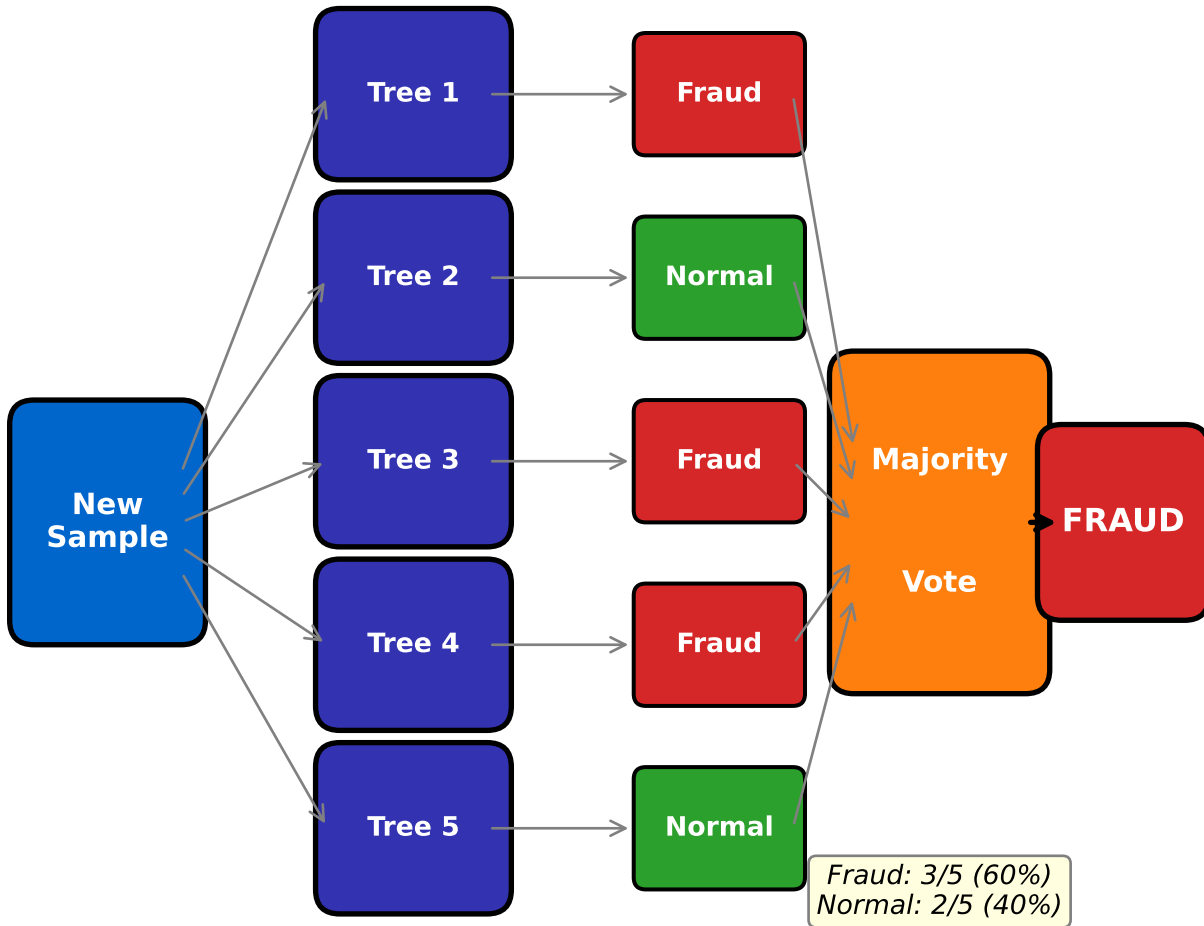 New
Sample
Tree 1
Fraud
Tree 2
Normal
Tree 3
Fraud
Tree 4
Fraud
Tree 5
Normal
Majority
Vote
FRAUD
Fraud: 3/5 (60%)
Normal: 2/5 (40%)